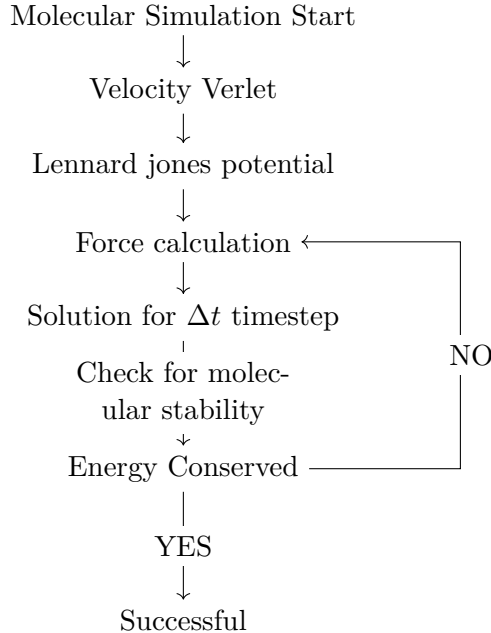 Molecular Simulation Start
Velocity Verlet
Lennard jones potential
Force calculation
Solution for Δt timestep
NO
Check for molec-
ular stability
Energy Conserved
YES
Successful